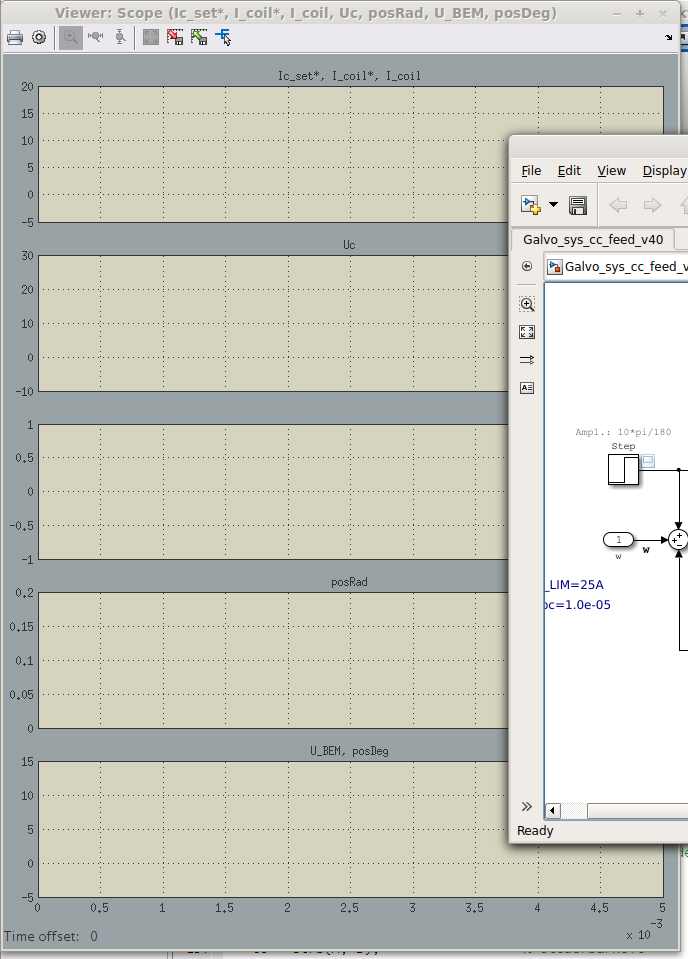 Viewer: Scope (Ic_set*, I_coil*, I_coil, Uc, posRad, U_BEM, posDeg)
Ic_set*, I_coil*, I_coil
20
15
10
5
0
-5
Uc
30
20
10
0
-10
1
0.5
0
-0.5
-1
posRad
0.2
0.15
0.1
0.05
0
U_BEM, posDeg
15
10
5
0
-5
0 0.5 1 1.5 2 2.5 3 3.5 4 4.5 5
-3
x 10
Time offset: 0
File Edit View Display
Galvo_sys_cc_feed_v40
Galvo_sys_cc_feed_v
Ampl.: 10*pi/180
Step
1
w
w
_LIM=25A
oc=1.0e-05
Ready